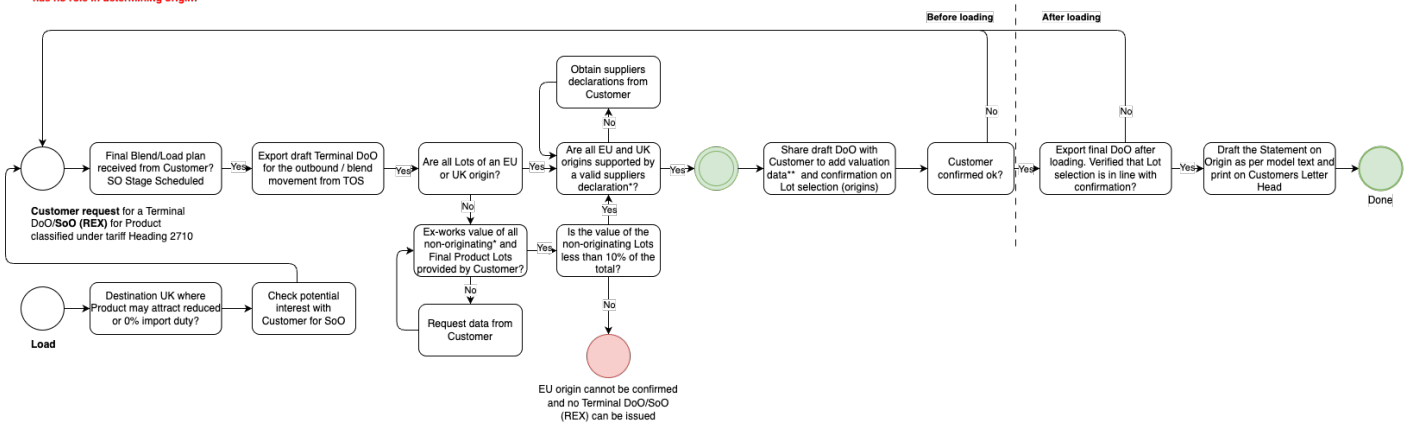 has no role in determining origin.
Before loading
After loading
Obtain suppliers
declarations from
Customer
No
No
No
Final Blend/Load plan
received from Customer?
SO Stage Scheduled
Yes
Export draft Terminal DoO
for the outbound / blend
movement from TOS
Yes
Are all Lots of an EU
or UK origin?
Yes
Are all EU and UK
origins supported by
a valid suppliers
declaration*?
Yes
Share draft DoO with
Customer to add valuation
data** and confirmation on
Lot selection (origins)
Customer
confirmed ok?
Yes
Export final DoO after
loading. Verified that Lot
selection is in line with
confirmation?
Yes
Draft the Statement on
Origin as per model text and
print on Customers Letter
Head
Done
Customer request for a Terminal
DoO/SoO (REX) for Product
classified under tariff Heading 2710
No
Yes
Ex-works value of all
non-originating* and
Final Product Lots
provided by Customer?
Yes
Is the value of the
non-originating Lots
less than 10% of the
total?
No
No
Request data from
Customer
Destination UK where
Product may attract reduced
or 0% import duty?
Check potential
interest with
Customer for SoO
Load
EU origin cannot be confirmed
and no Terminal DoO/SoO
(REX) can be issued